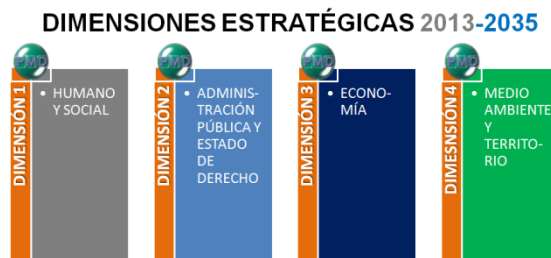 DIMENSIONES ESTRATÉGICAS 2013-2035
PMD
DIMENSIÓN 1
• HUMANO
Y SOCIAL
PMD
DIMENSIÓN 2
• ADMINIS-
TRACIÓN
PÚBLICA Y
ESTADO
DE
DERECHO
PMD
DIMENSIÓN 3
• ECONO-
MÍA
PMD
DIMESNSIÓN 4
• MEDIO
AMBIENTE
Y
TERRITO-
RIO